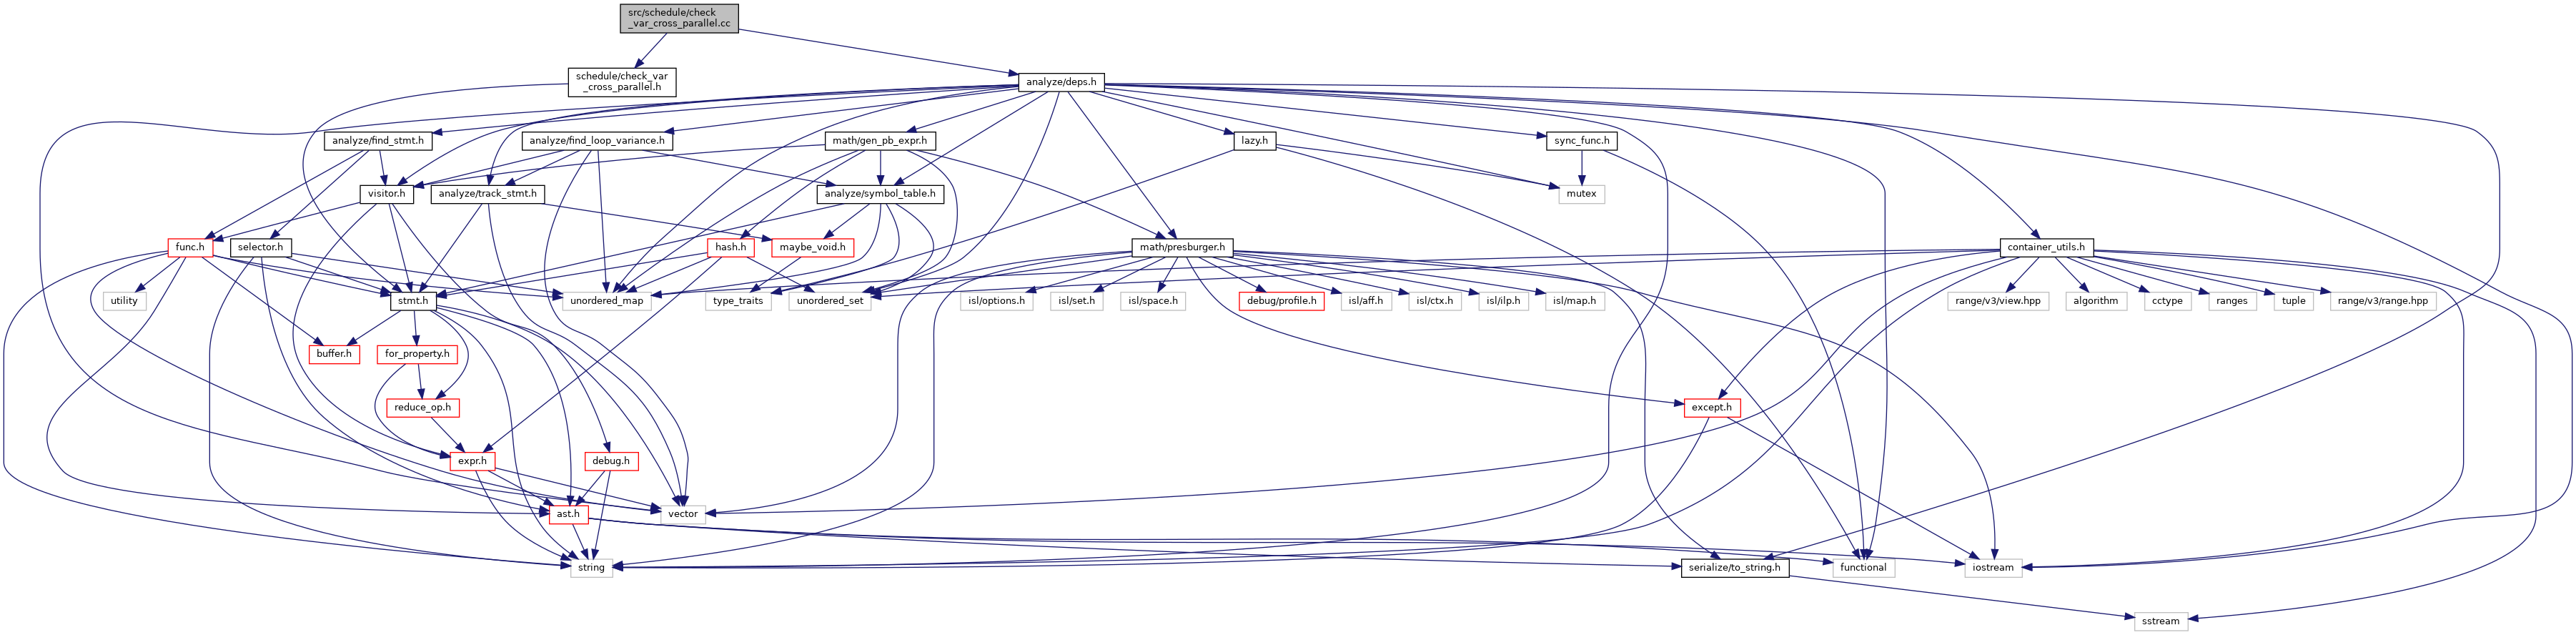 src/schedule/check
_var_cross_parallel.cc
schedule/check_var
_cross_parallel.h
analyze/deps.h
analyze/find_stmt.h
analyze/find_loop_variance.h
math/gen_pb_expr.h
lazy.h
sync_func.h
visitor.h
analyze/track_stmt.h
analyze/symbol_table.h
mutex
func.h
selector.h
hash.h
maybe_void.h
math/presburger.h
container_utils.h
utility
stmt.h
unordered_map
type_traits
unordered_set
isl/options.h
isl/set.h
isl/space.h
debug/profile.h
isl/aff.h
isl/ctx.h
isl/ilp.h
isl/map.h
range/v3/view.hpp
algorithm
cctype
ranges
tuple
range/v3/range.hpp
buffer.h
for_property.h
reduce_op.h
except.h
expr.h
debug.h
ast.h
vector
string
serialize/to_string.h
functional
iostream
sstream